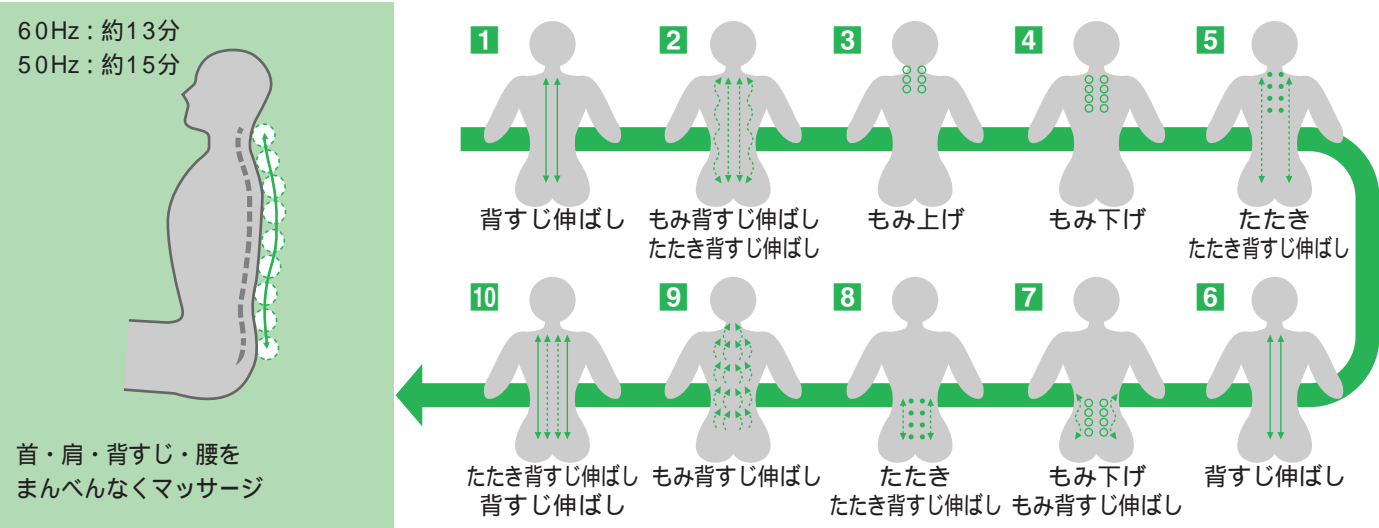 60Hz：約13分
50Hz：約15分
首・肩・背すじ・腰を
まんべんなくマッサージ
1
背すじ伸ばし
2
もみ背すじ伸ばし
たたき背すじ伸ばし
3
もみ上げ
4
もみ下げ
5
たたき
たたき背すじ伸ばし
6
背すじ伸ばし
7
もみ下げ
もみ背すじ伸ばし
8
たたき
たたき背すじ伸ばし
9
もみ背すじ伸ばし
10
たたき背すじ伸ばし
背すじ伸ばし